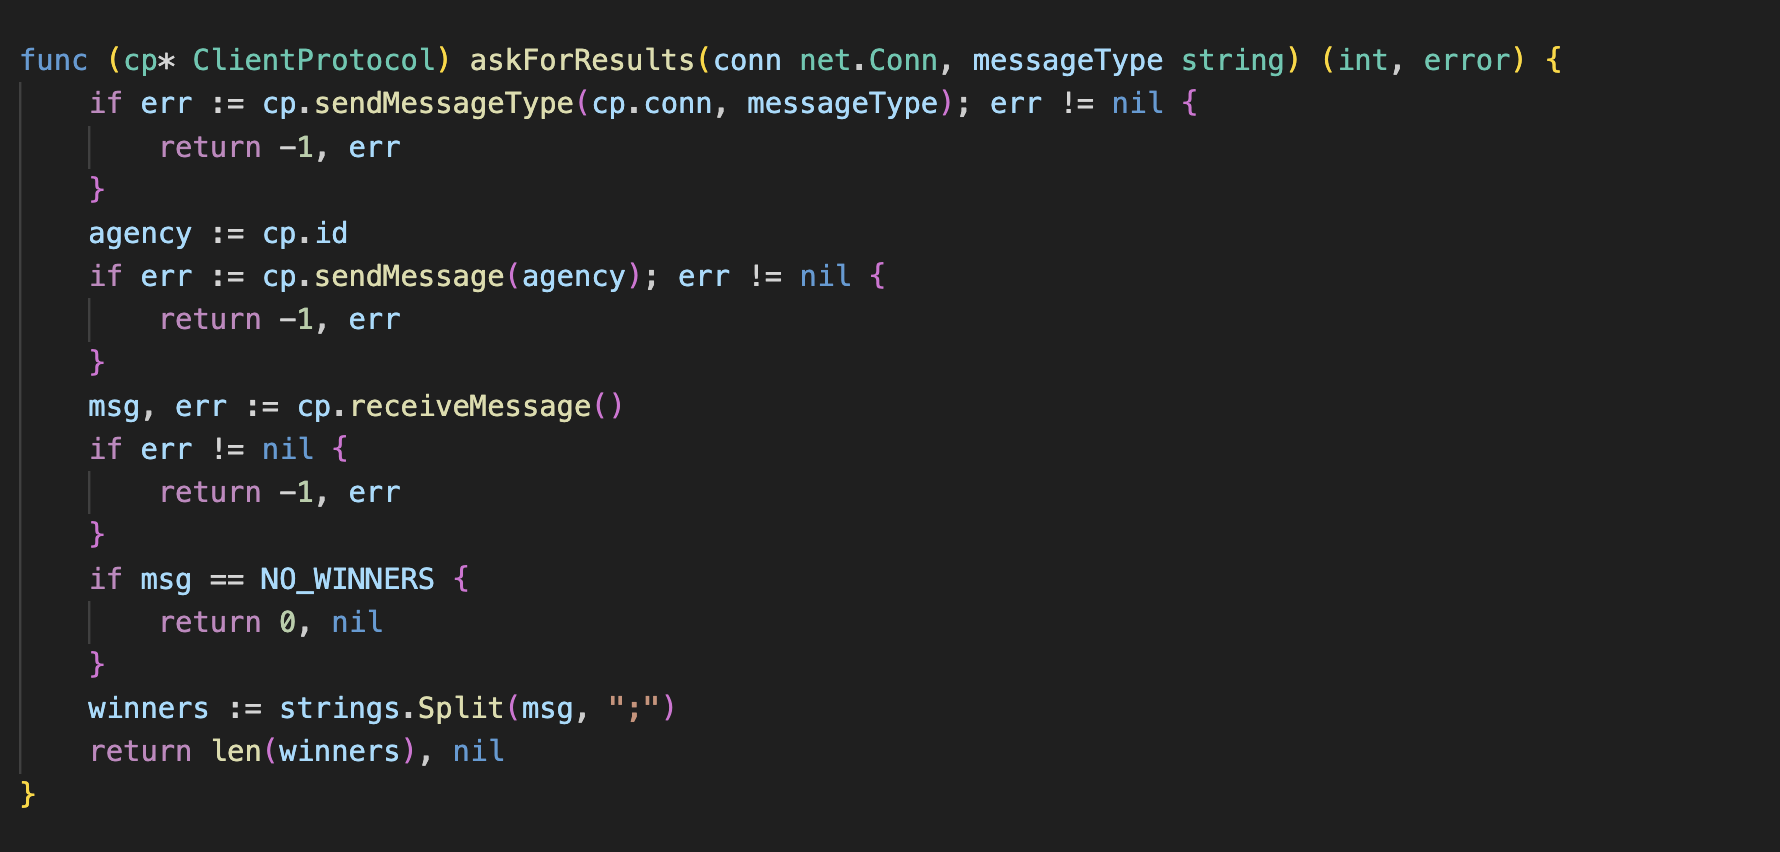 func (cp* ClientProtocol) askForResults(conn net.Conn, messageType string) (int, error) {
    if err := cp.sendMessageType(cp.conn, messageType); err != nil {
        return -1, err
    }
    agency := cp.id
    if err := cp.sendMessage(agency); err != nil {
        return -1, err
    }
    msg, err := cp.receiveMessage()
    if err != nil {
        return -1, err
    }
    if msg == NO_WINNERS {
        return 0, nil
    }
    winners := strings.Split(msg, ";")
    return len(winners), nil
}